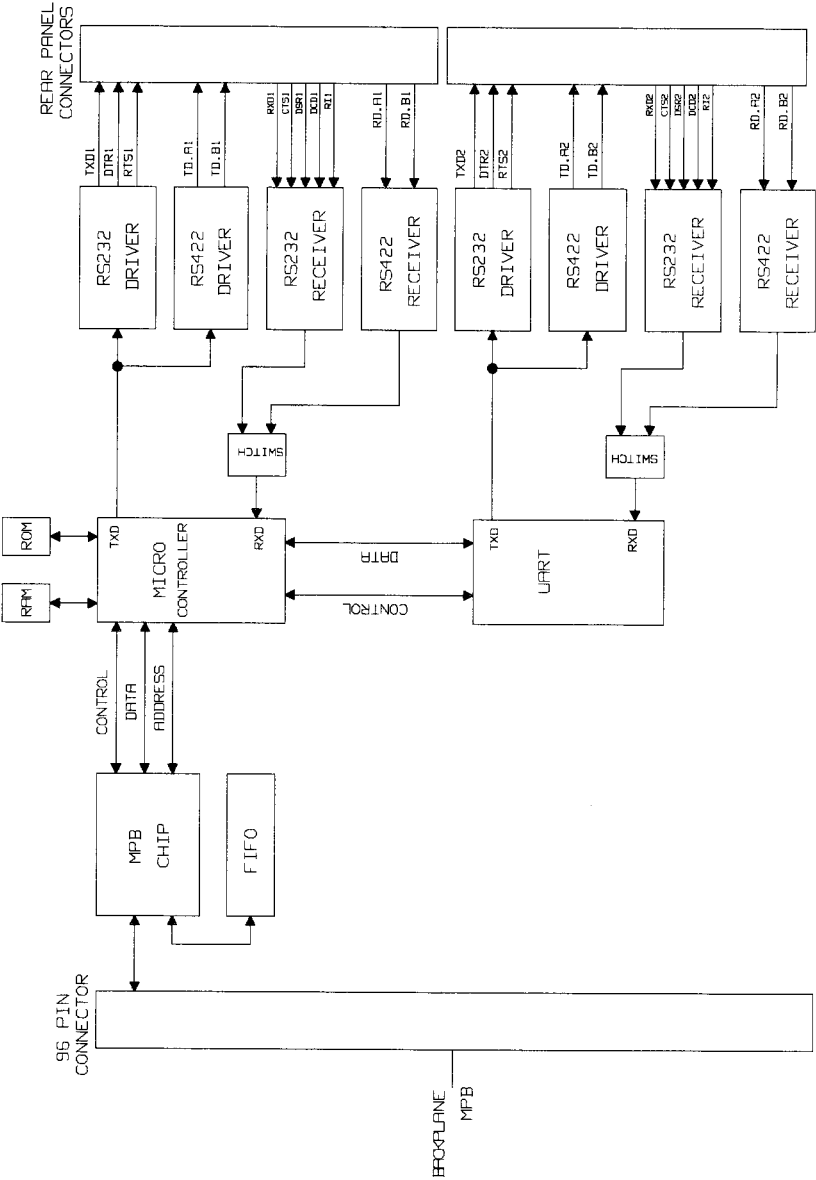 REAR PANEL
CONNECTORS
TXD1
DTR1
RTS1
TD.A1
TD.B1
RXD1
CTS1
DSR1
DCD1
RI1
RD.A1
RD.B1
TXD2
DTR2
RTS2
TD.A2
TD.B2
RXD2
CTS2
DSR2
DCD2
RI2
RD.A2
RD.B2
RS232
DRIVER
RS422
DRIVER
RS232
RECEIVER
RS422
RECEIVER
RS232
DRIVER
RS422
DRIVER
RS232
RECEIVER
RS422
RECEIVER
SWITCH
SWITCH
ROM
RAM
TXD
RXD
MICRO
CONTROLLER
DATA
CONTROL
TXD
RXD
UART
CONTROL
DATA
ADDRESS
MPB
CHIP
FIFO
96 PIN
CONNECTOR
BACKPLANE
MPB